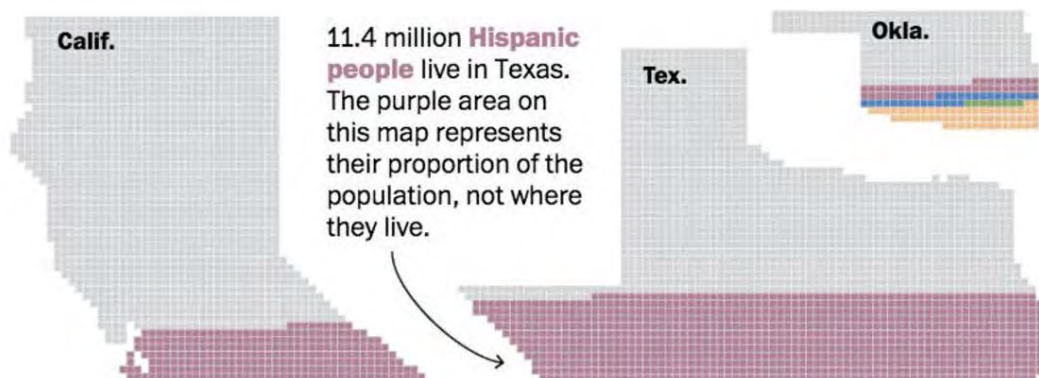 Calif.
11.4 million Hispanic
people live in Texas.
The purple area on
this map represents
their proportion of the
population, not where
they live.
Tex.
Okla.